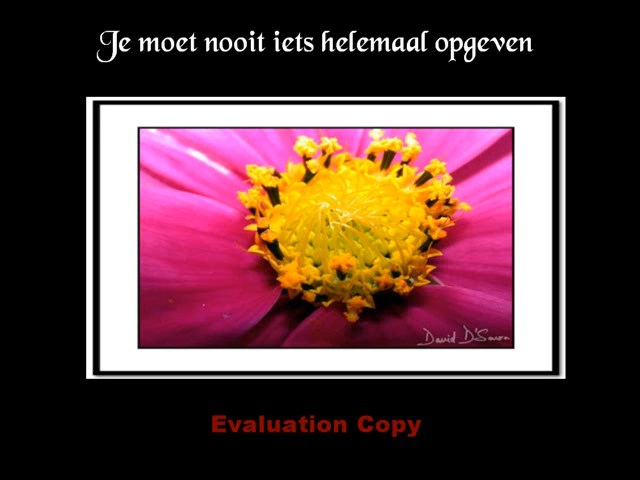 Je moet nooit iets helemaal opgeven
David D'Souza
Evaluation Copy